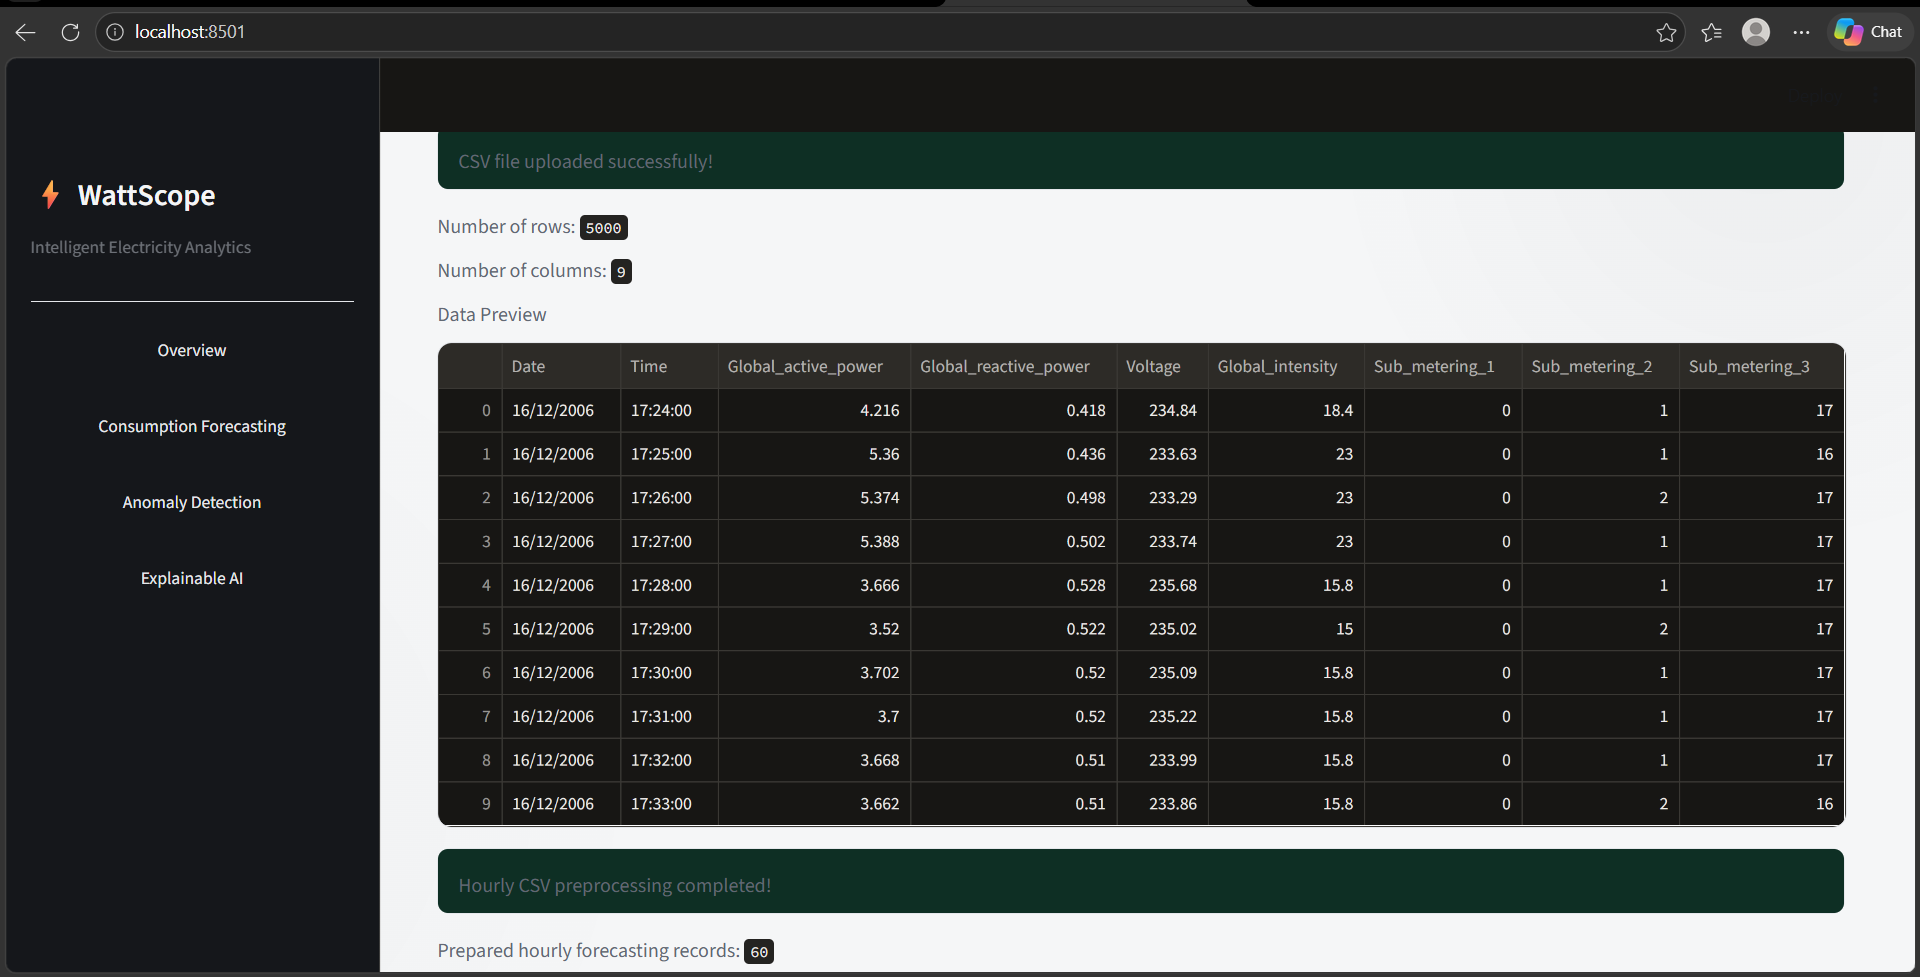 localhost:8501
Chat
WattScope
Intelligent Electricity Analytics
Overview
Consumption Forecasting
Anomaly Detection
Explainable AI
CSV file uploaded successfully!
Number of rows: 5000
Number of columns: 9
Data Preview
Date Time Global_active_power Global_reactive_power Voltage Global_intensity Sub_metering_1 Sub_metering_2 Sub_metering_3
0 16/12/2006 17:24:00 4.216 0.418 234.84 18.4 0 1 17
1 16/12/2006 17:25:00 5.36 0.436 233.63 23 0 1 16
2 16/12/2006 17:26:00 5.374 0.498 233.29 23 0 2 17
3 16/12/2006 17:27:00 5.388 0.502 233.74 23 0 1 17
4 16/12/2006 17:28:00 3.666 0.528 235.68 15.8 0 1 17
5 16/12/2006 17:29:00 3.52 0.522 235.02 15 0 2 17
6 16/12/2006 17:30:00 3.702 0.52 235.09 15.8 0 1 17
7 16/12/2006 17:31:00 3.7 0.52 235.22 15.8 0 1 17
8 16/12/2006 17:32:00 3.668 0.51 233.99 15.8 0 1 17
9 16/12/2006 17:33:00 3.662 0.51 233.86 15.8 0 2 16
Hourly CSV preprocessing completed!
Prepared hourly forecasting records: 60